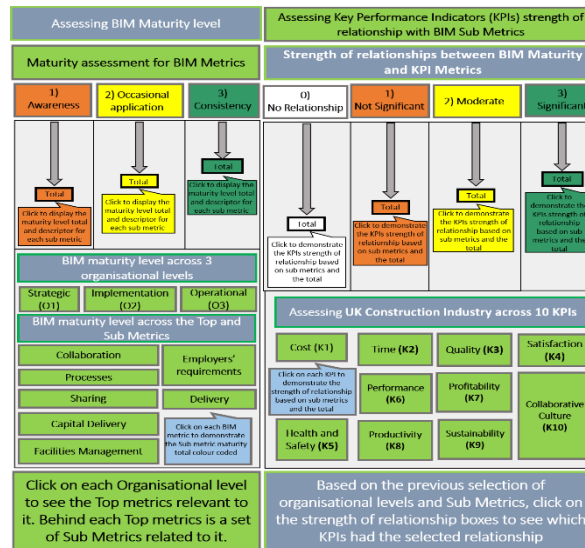 Assessing BIM Maturity level
Maturity assessment for BIM Metrics
1)
Awareness
2) Occasional
application
3)
Consistency
Total
Click to display the
maturity level total
and descriptor for
each sub metric
Total
Click to display the
maturity level total
and descriptor for
each sub metric
Total
Click to display the
maturity level total
and descriptor for
each sub metric
BIM maturity level across 3
organisational levels
Strategic
(O1)
Implementation
(O2)
Operational
(O3)
BIM maturity level across the Top and
Sub Metrics
Collaboration
Processes
Sharing
Capital Delivery
Facilities Management
Employers'
requirements
Delivery
Click on each BIM
metric to demonstrate
the Sub metric maturity
total colour coded
Click on each Organisational level
to see the Top metrics relevant to
it. Behind each Top metrics is a set
of Sub Metrics related to it.
Assessing Key Performance Indicators (KPIs) strength of
relationship with BIM Sub Metrics
Strength of relationships between BIM Maturity
and KPI Metrics
0)
No Relationship
1)
Not Significant
2) Moderate
3)
Significant
Total
Click to demonstrate
the KPIs strength of
relationship based
on sub metrics and
the total
Total
Click to demonstrate
the KPIs strength of
relationship based
on sub metrics and
the total
Total
Click to demonstrate
the KPIs strength of
relationship based on
sub metrics and the
total
Total
Click to
demonstrate the
KPIs strength of
relationship
based on sub
metrics and the
total
Assessing UK Construction Industry across 10 KPIs
Cost (K1)
Time (K2)
Quality (K3)
Satisfaction
(K4)
Click on each KPI to
demonstrate the
strength of relationship
based on sub metrics
and the total
Performance
(K6)
Profitability
(K7)
Collaborative
Culture
(K10)
Health and
Safety (K5)
Productivity
(K8)
Sustainability
(K9)
Based on the previous selection of
organisational levels and Sub Metrics, click on
the strength of relationship boxes to see which
KPIs had the selected relationship